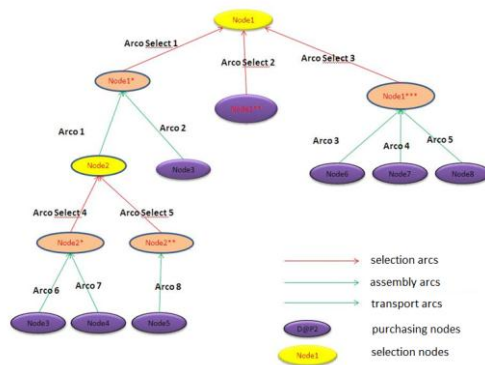 Node1
Arco Select 1
Arco Select 2
Arco Select 3
Node1*
Node1***
Arco 1
Arco 2
Arco 3
Arco 4
Arco 5
Node2
Node3
Node6
Node7
Node8
Arco Select 4
Arco Select 5
Node2*
Node2**
Arco 6
Arco 7
Arco 8
Node3
Node4
Node5
selection arcs
assembly arcs
transport arcs
purchasing nodes
Node1
selection nodes